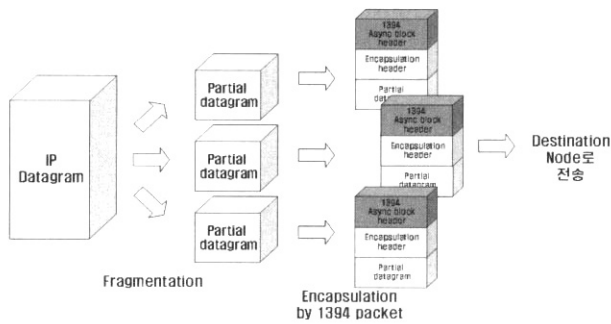 IP
Datagram
Partial
datagram
Partial
datagram
Partial
datagram
Fragmentation
1394
Async block
header
Encapsulation
header
Partial
1394
Async block
header
Encapsulation
header
Partial
1394
Async block
header
Encapsulation
header
Partial
datagram
Encapsulation
by 1394 packet
Destination
Node로
전송